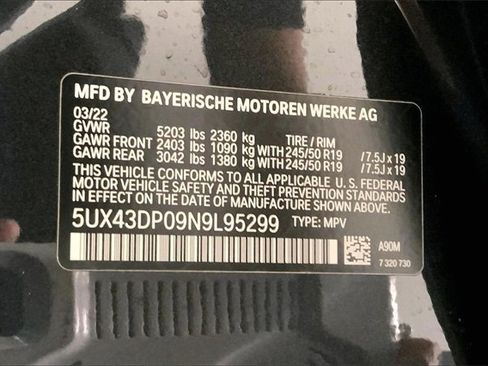 MFD BY BAYERISCHE MOTOREN WERKE AG
03/22
GVWR 5203 lbs 2360 kg TIRE / RIM
GAWR FRONT 2403 lbs 1090 kg WITH 245/50 R19 /7.5J x 19
GAWR REAR 3042 lbs 1380 kg WITH 245/50 R19 /7.5J x 19
THIS VEHICLE CONFORMS TO ALL APPLICABLE U.S. FEDERAL
MOTOR VEHICLE SAFETY AND THEFT PREVENTION STANDARDS
IN EFFECT ON THE DATE OF MANUFACTURE SHOWN ABOVE.
5UX43DP09N9L95299 TYPE: MPV
A90M
7 320 730